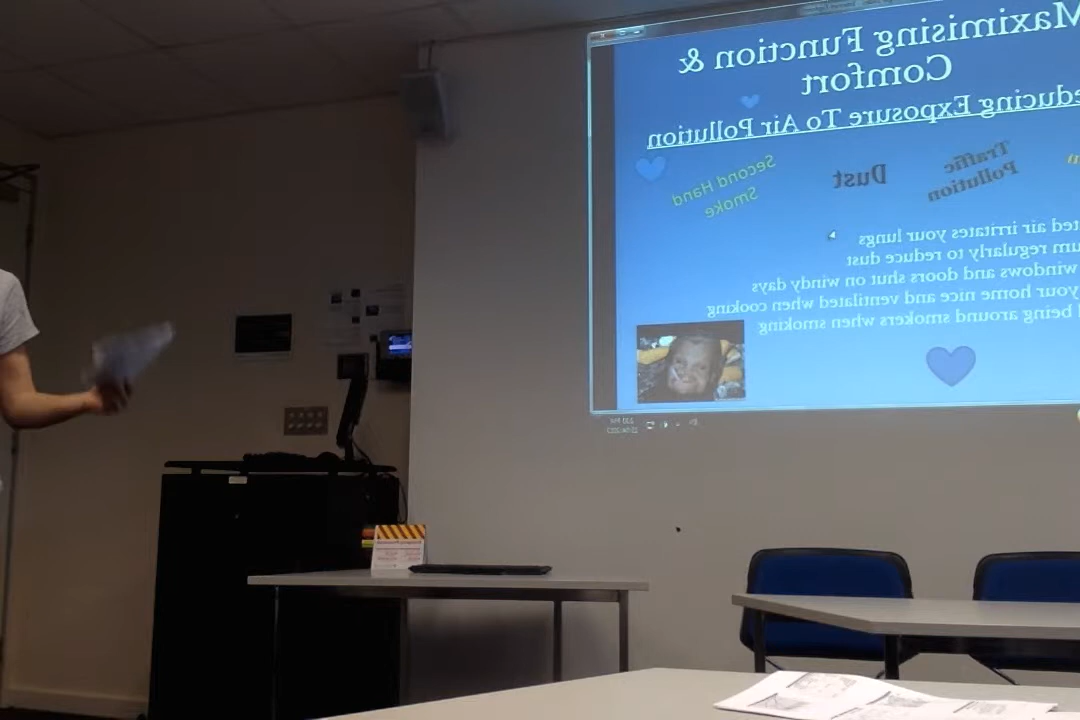 Maximising Function &
Comfort
educing Exposure To Air Pollution
Traffic
Pollution
Dust
Second Hand
Smoke
ted air irritates your lungs
um regularly to reduce dust
windows and doors shut on windy days
your home nice and ventilated when cooking
d being around smokers when smoking